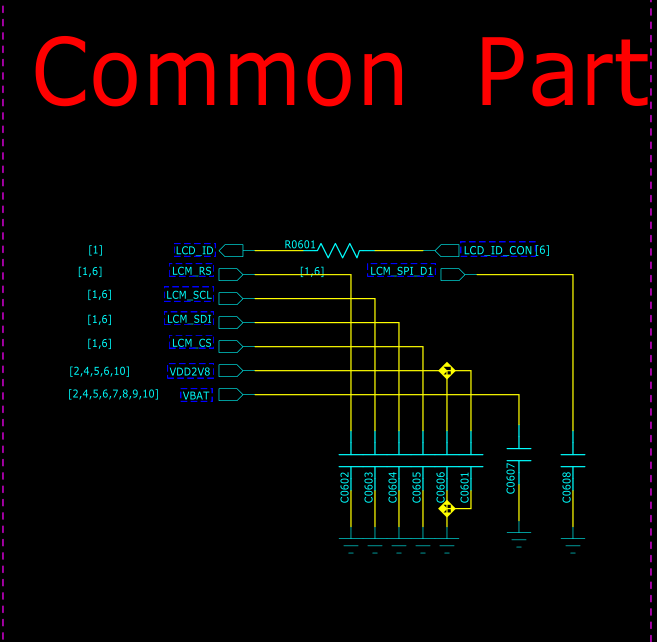 Common Part
[1] LCD_ID R0601 LCD_ID_CON [6]
[1,6] LCM_RS [1,6] LCM_SPI_D1
[1,6] LCM_SCL
[1,6] LCM_SDI
[1,6] LCM_CS
[2,4,5,6,10] VDD2V8
[2,4,5,6,7,8,9,10] VBAT
C0602 C0603 C0604 C0605 C0606 C0601 C0607 C0608